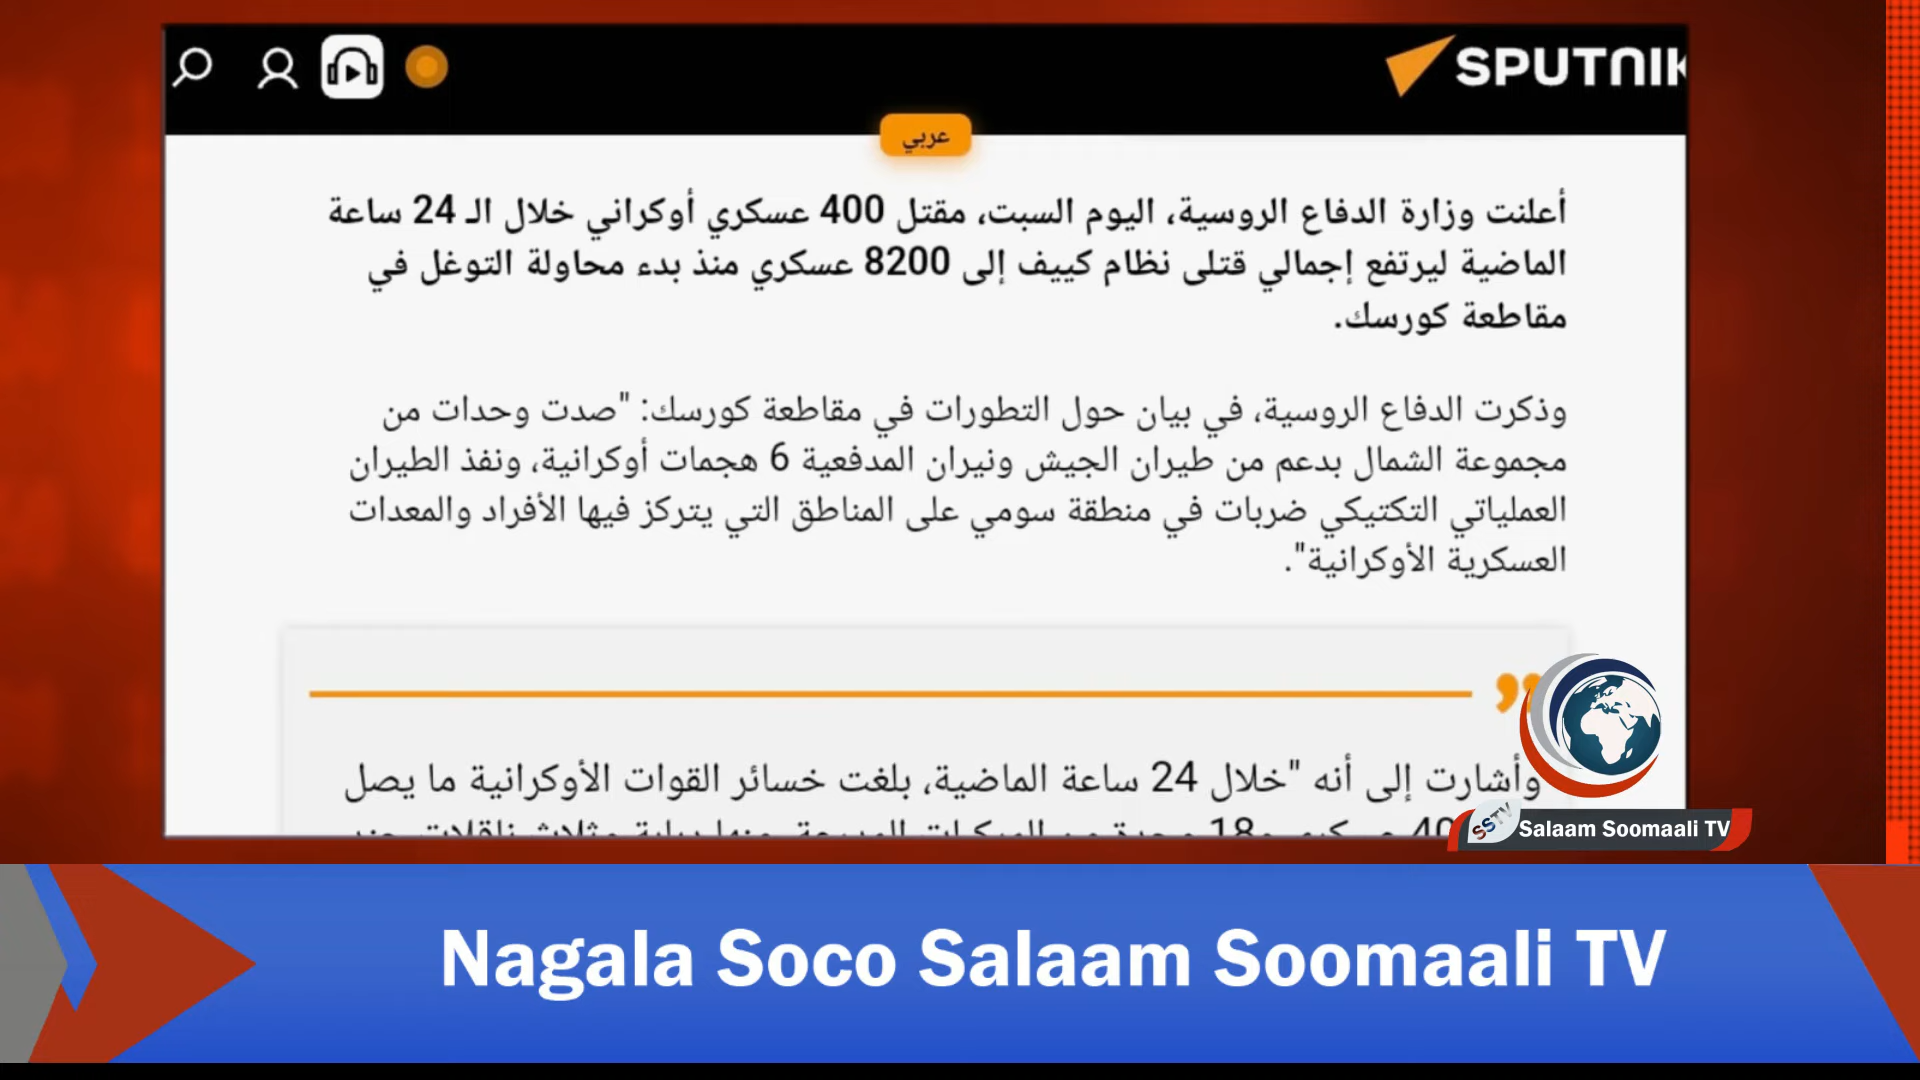 SPUTNIK
عربي
أعلنت وزارة الدفاع الروسية، اليوم السبت، مقتل 400 عسكري أوكراني خلال الـ 24 ساعة
الماضية ليرتفع إجمالي قتلى نظام كييف إلى 8200 عسكري منذ بدء محاولة التوغل في
مقاطعة كورسك.
وذكرت الدفاع الروسية، في بيان حول التطورات في مقاطعة كورسك: "صدت وحدات من
مجموعة الشمال بدعم من طيران الجيش ونيران المدفعية 6 هجمات أوكرانية، ونفذ الطيران
العملياتي التكتيكي ضربات في منطقة سومي على المناطق التي يتركز فيها الأفراد والمعدات
العسكرية الأوكرانية".
وأشارت إلى أنه "خلال 24 ساعة الماضية، بلغت خسائر القوات الأوكرانية ما يصل
SSTV Salaam Soomaali TV
Nagala Soco Salaam Soomaali TV